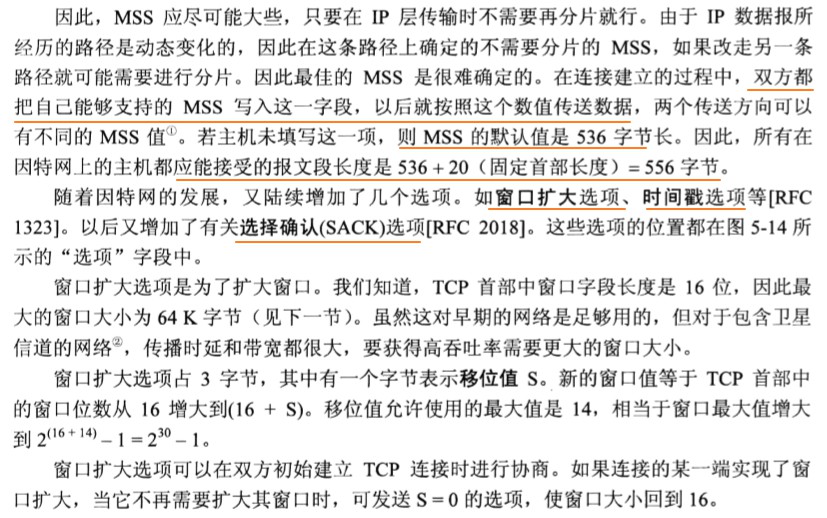 因此，MSS 应尽可能大些，只要在 IP 层传输时不需要再分片就行。由于 IP 数据报所
经历的路径是动态变化的，因此在这条路径上确定的不需要分片的 MSS，如果改走另一条
路径就可能需要进行分片。因此最佳的 MSS 是很难确定的。在连接建立的过程中，双方都
把自己能够支持的 MSS 写入这一字段，以后就按照这个数值传送数据，两个传送方向可以
有不同的 MSS 值①。若主机未填写这一项，则 MSS 的默认值是 536 字节长。因此，所有在
因特网上的主机都应能接受的报文段长度是 536 + 20（固定首部长度）= 556 字节。
随着因特网的发展，又陆续增加了几个选项。如窗口扩大选项、时间戳选项等[RFC
1323]。以后又增加了有关选择确认(SACK)选项[RFC 2018]。这些选项的位置都在图 5-14 所
示的“选项”字段中。
窗口扩大选项是为了扩大窗口。我们知道，TCP 首部中窗口字段长度是 16 位，因此最
大的窗口大小为 64 K 字节（见下一节）。虽然这对早期的网络是足够用的，但对于包含卫星
信道的网络②，传播时延和带宽都很大，要获得高吞吐率需要更大的窗口大小。
窗口扩大选项占 3 字节，其中有一个字节表示移位值 S。新的窗口值等于 TCP 首部中
的窗口位数从 16 增大到(16 + S)。移位值允许使用的最大值是 14，相当于窗口最大值增大
到 2^(16 + 14) – 1 = 2^30 – 1。
窗口扩大选项可以在双方初始建立 TCP 连接时进行协商。如果连接的某一端实现了窗
口扩大，当它不再需要扩大其窗口时，可发送 S = 0 的选项，使窗口大小回到 16。